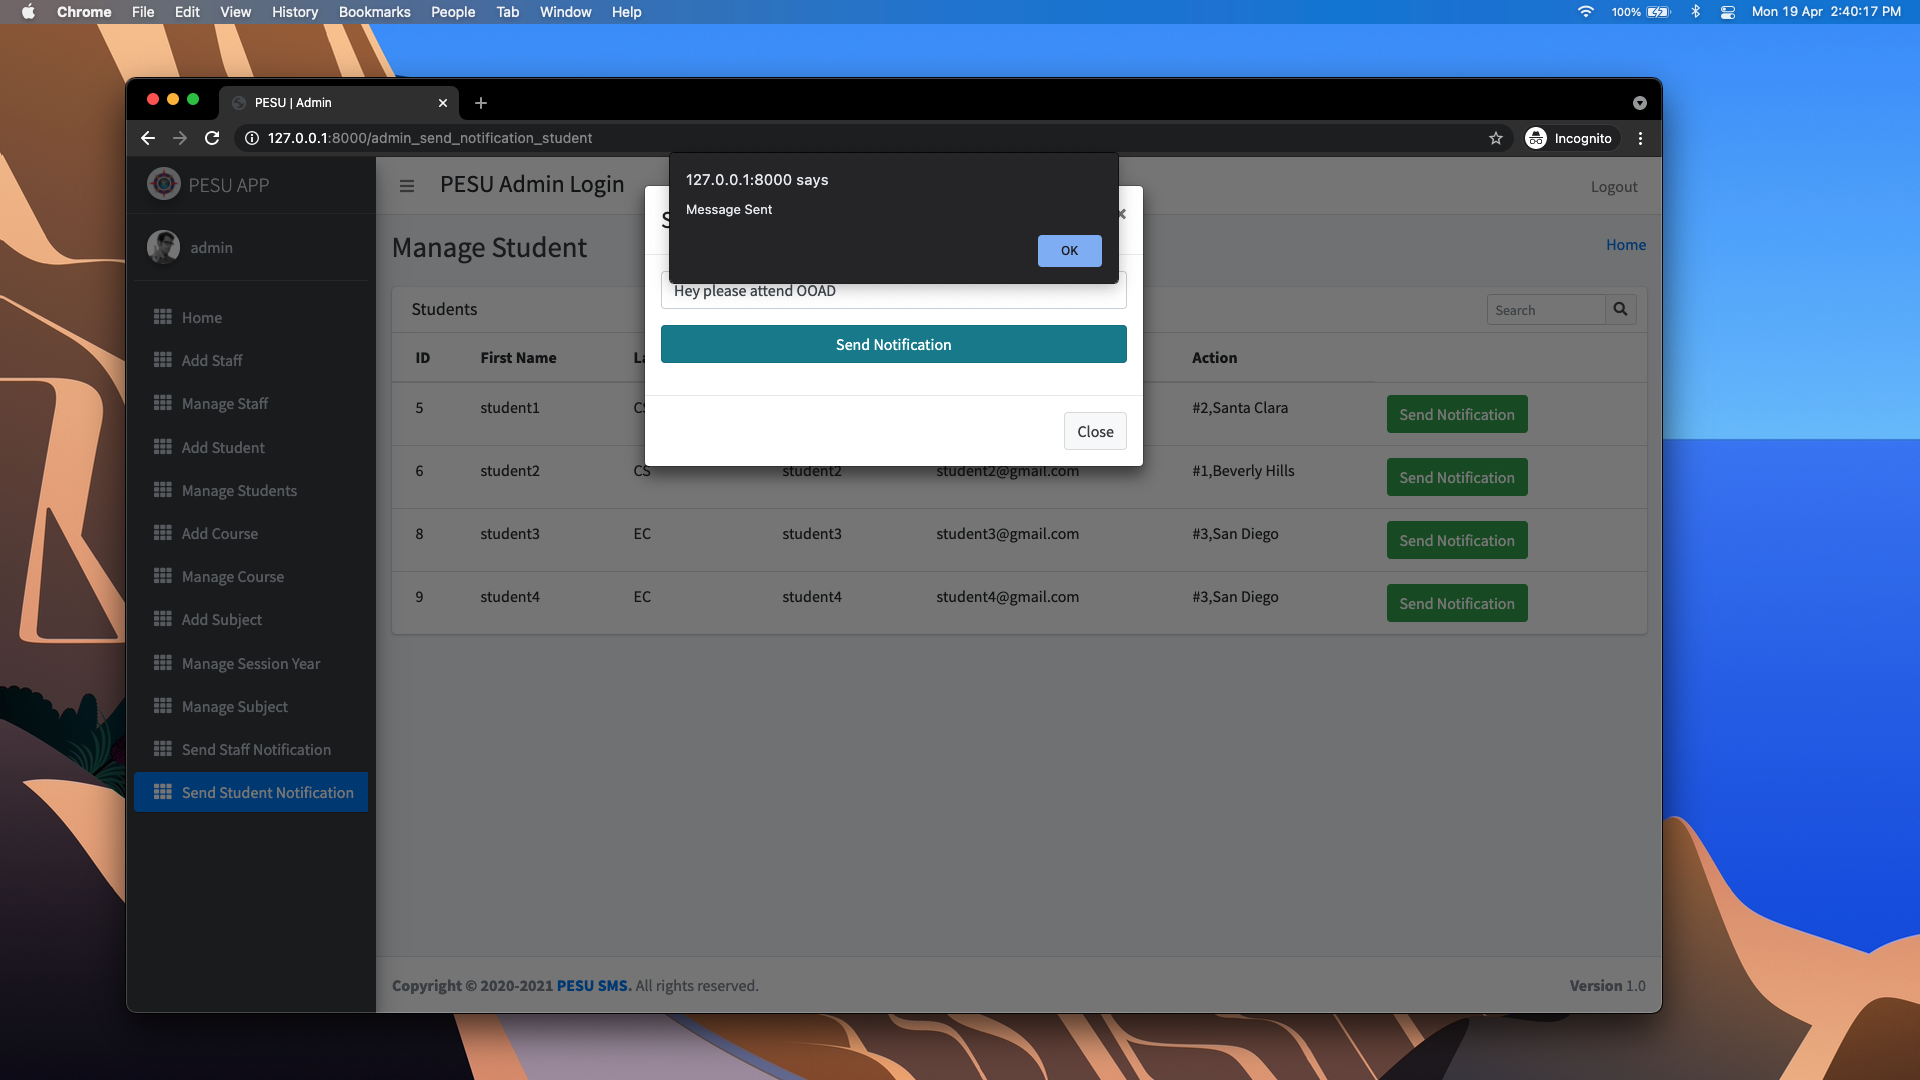 Chrome File Edit View History Bookmarks People Tab Window Help 100% Mon 19 Apr 2:40:17 PM
PESU | Admin
127.0.0.1:8000/admin_send_notification_student Incognito
PESU APP
admin
Home
Add Staff
Manage Staff
Add Student
Manage Students
Add Course
Manage Course
Add Subject
Manage Session Year
Manage Subject
Send Staff Notification
Send Student Notification
PESU Admin Login Logout
Manage Student Home
127.0.0.1:8000 says
Message Sent
OK
Hey please attend OOAD
Send Notification
Close
Students Search
ID First Name Action
5 student1 #2,Santa Clara Send Notification
6 student2 CS student2 student2@gmail.com #1,Beverly Hills Send Notification
8 student3 EC student3 student3@gmail.com #3,San Diego Send Notification
9 student4 EC student4 student4@gmail.com #3,San Diego Send Notification
Copyright © 2020-2021 PESU SMS. All rights reserved. Version 1.0